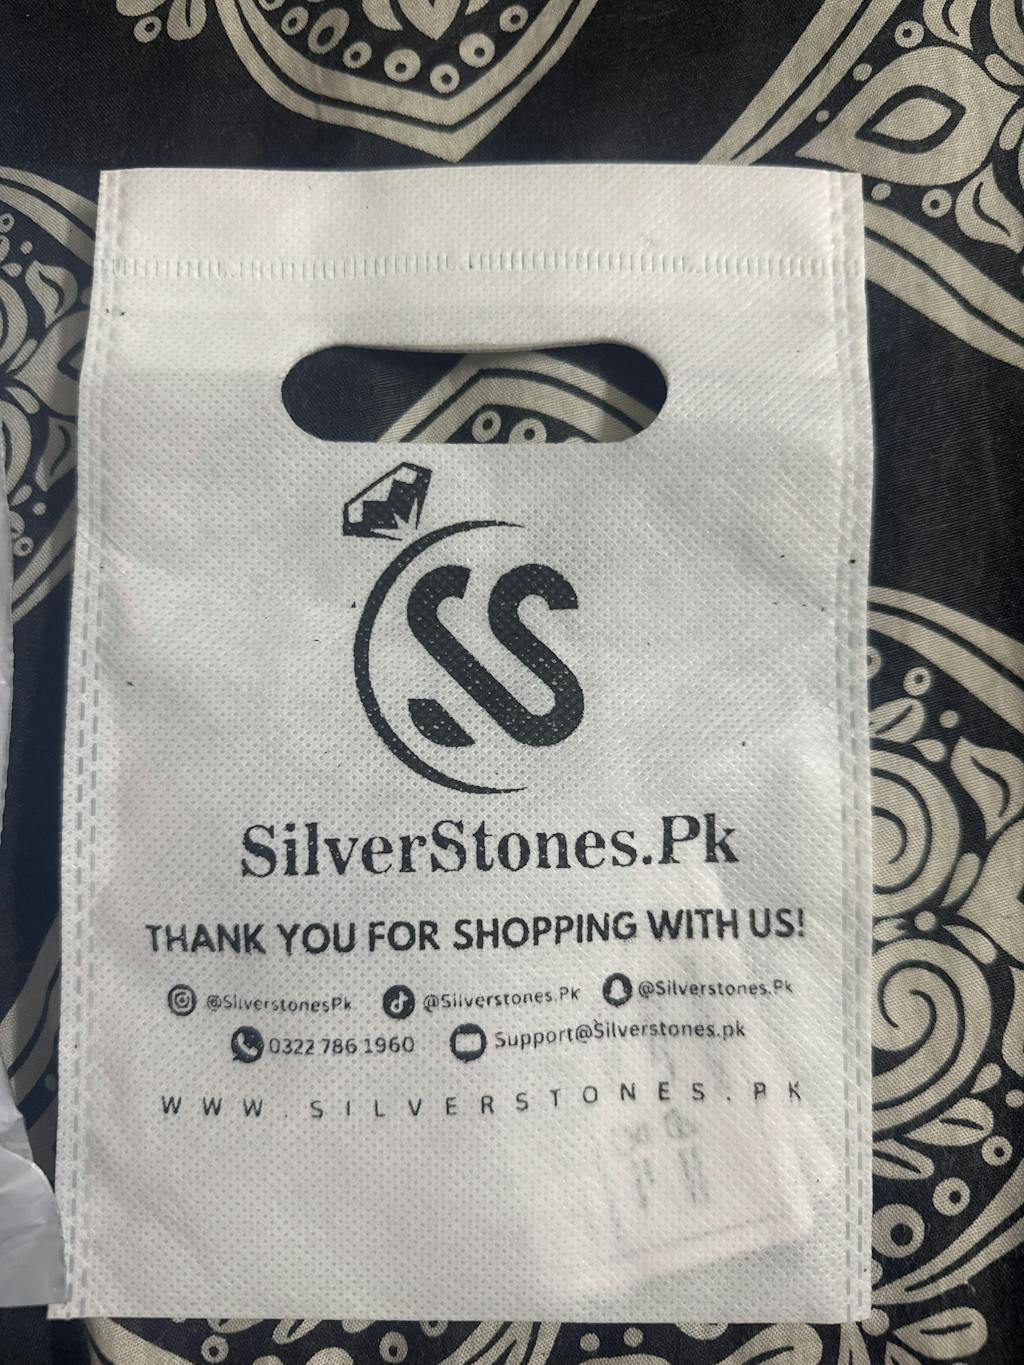 SS
SilverStones.Pk
THANK YOU FOR SHOPPING WITH US!
@SilverstonesPk @Silverstones.Pk @Silverstones.Pk
0322 786 1960 Support@Silverstones.pk
WWW.SILVERSTONES.PK